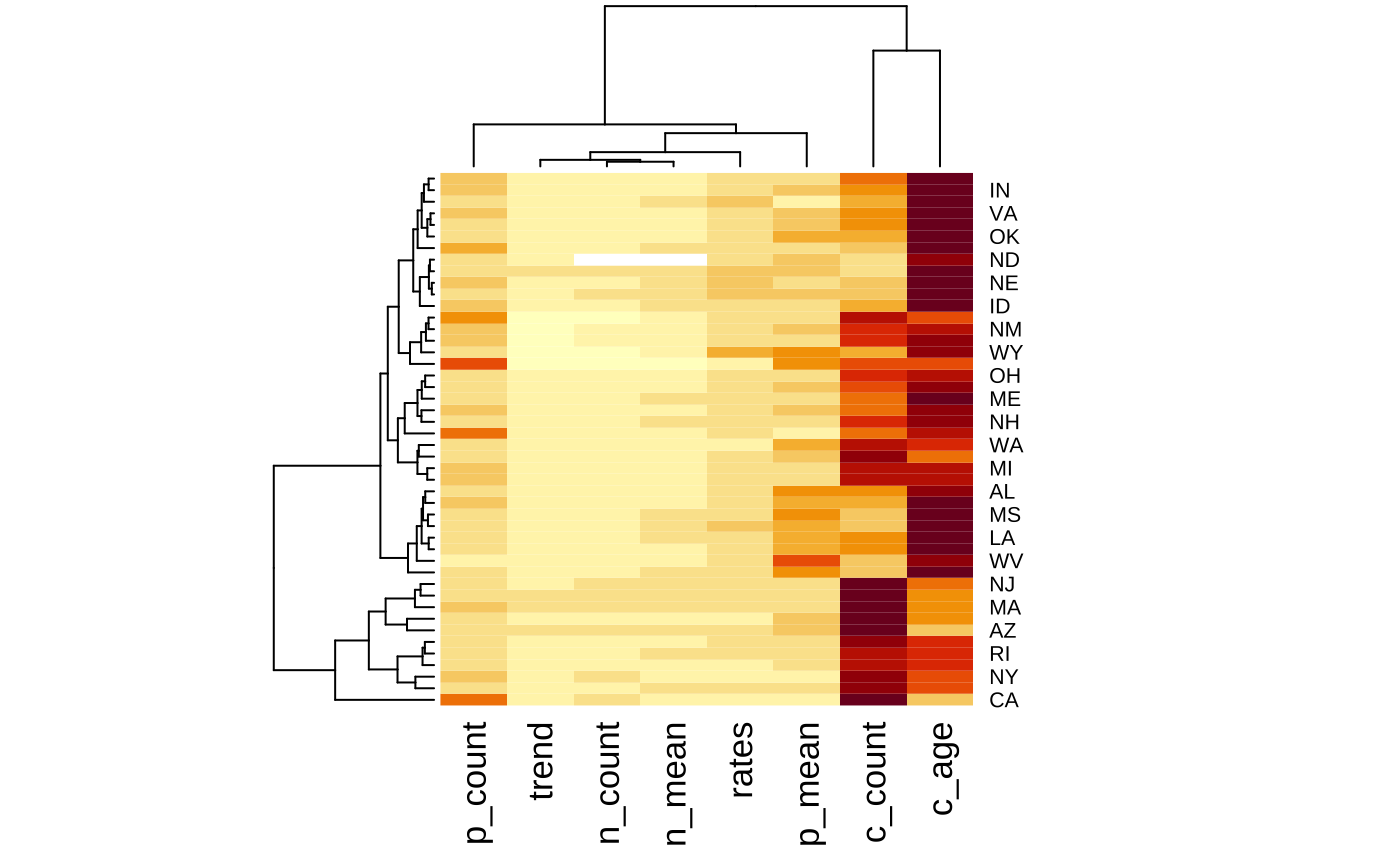 IN
VA
OK
ND
NE
ID
NM
WY
OH
ME
NH
WA
MI
AL
MS
LA
WV
NJ
MA
AZ
RI
NY
CA
p_count
trend
n_count
n_mean
rates
p_mean
c_count
c_age